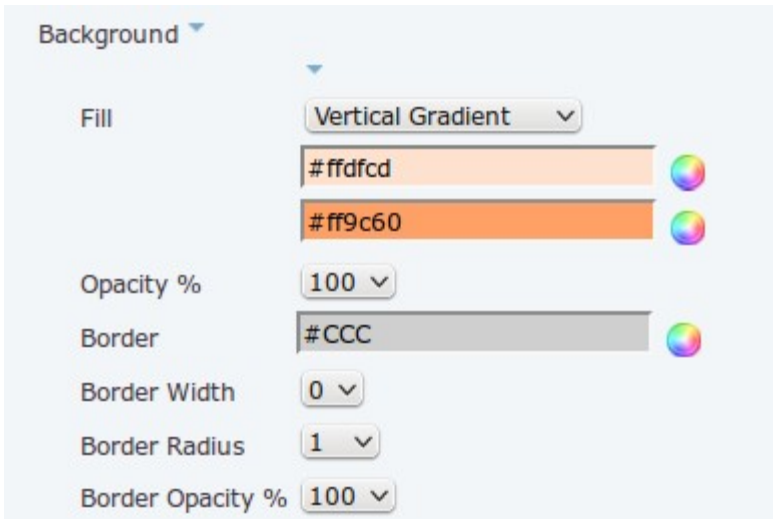 Background
Fill Vertical Gradient
#ffdfcd
#ff9c60
Opacity % 100
Border #CCC
Border Width 0
Border Radius 1
Border Opacity % 100